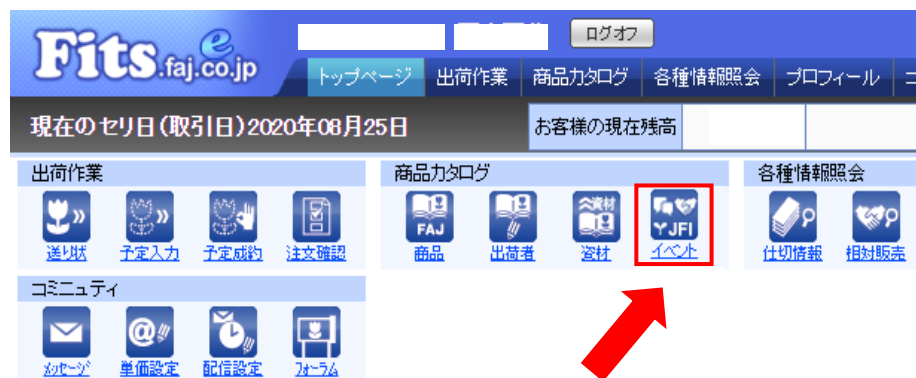 Fits.faj.co.jp
ログオフ
トップページ 出荷作業 商品カタログ 各種情報照会 プロフィール
現在のセリ日(取引日)2020年08月25日 お客様の現在残高
出荷作業 商品カタログ 各種情報照会
FAJ 資材 JFI
送り状 予定入力 予定成約 注文確認 商品 出荷者 資材 イベント 仕切情報 相対販売
コミニュティ
メッセージ 単価設定 配信設定 フォーラム